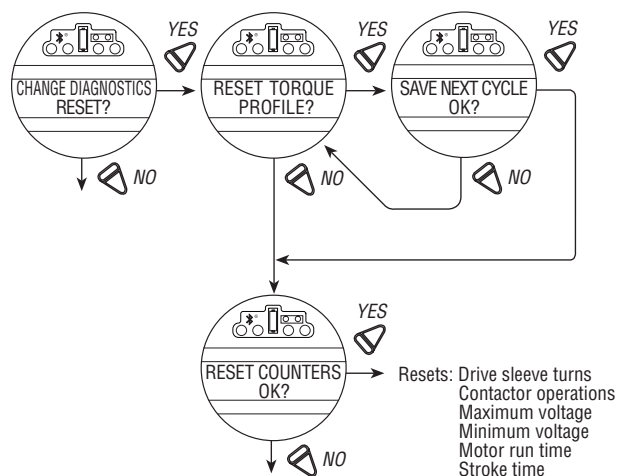 YES
YES
YES
CHANGE DIAGNOSTICS
RESET?
RESET TORQUE
PROFILE?
SAVE NEXT CYCLE
OK?
NO
NO
NO
YES
RESET COUNTERS
OK?
Resets: Drive sleeve turns
Contactor operations
Maximum voltage
Minimum voltage
Motor run time
Stroke time
NO